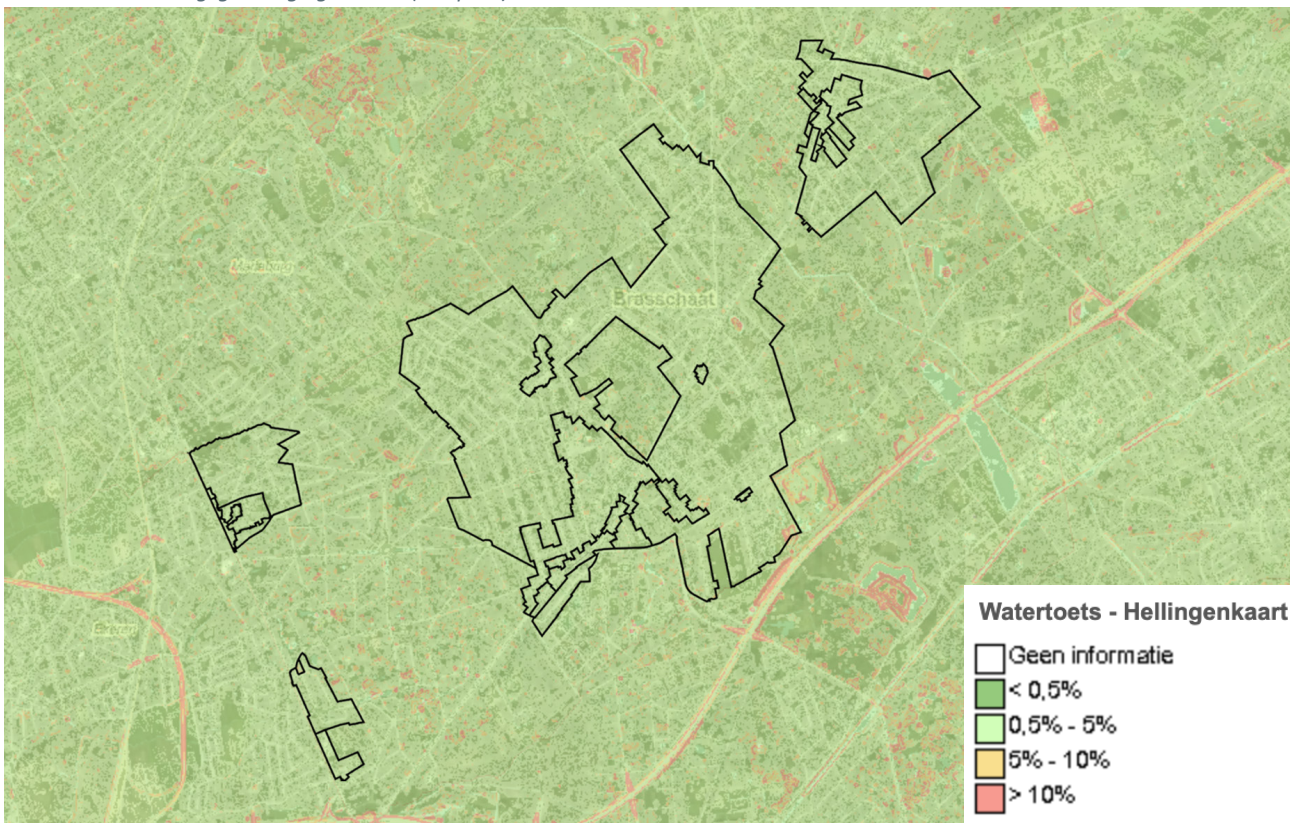 Brasschaat
Watertoets - Hellingenkaart
Geen informatie
< 0,5%
0,5% - 5%
5% - 10%
> 10%